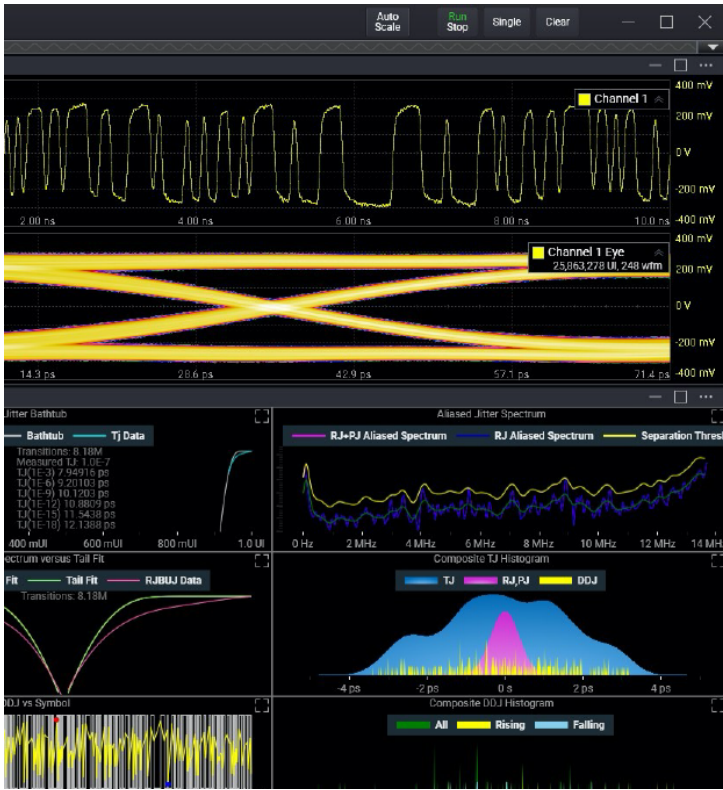 Auto Scale
Run Stop
Single
Clear
400 mV
Channel 1
200 mV
0 V
-200 mV
2.00 ns 4.00 ns 6.00 ns 8.00 ns 10.0 ns
-400 mV
400 mV
Channel 1 Eye
25,863,278 UI, 248 wfm
200 mV
0 V
-200 mV
14.3 ps 28.6 ps 42.9 ps 57.1 ps 71.4 ps
-400 mV
Jitter Bathtub
Bathtub Tj Data
Transitions: 8.18M
Measured TJ: 1.0E-7
TJ(1E-3) 7.94916 ps
TJ(1E-6) 9.20103 ps
TJ(1E-9) 10.1203 ps
TJ(1E-12) 10.8809 ps
TJ(1E-15) 11.5438 ps
TJ(1E-18) 12.1388 ps
400 mUI 600 mUI 800 mUI 1.0 UI
Aliased Jitter Spectrum
RJ+PJ Aliased Spectrum RJ Aliased Spectrum Separation Thres
0 Hz 2 MHz 4 MHz 6 MHz 8 MHz 10 MHz 12 MHz 14 MH
ectrum versus Tail Fit
Fit Tail Fit RJBUJ Data
Transitions: 8.18M
Composite TJ Histogram
TJ RJ,PJ DDJ
-4 ps -2 ps 0 s 2 ps 4 ps
DDJ vs Symbol
Composite DDJ Histogram
All Rising Falling